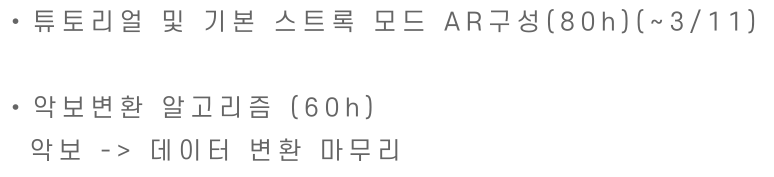 • 튜토리얼 및 기본 스트록 모드 AR구성(80h)(~3/11)
• 악보변환 알고리즘 (60h)
악보 -> 데이터 변환 마무리